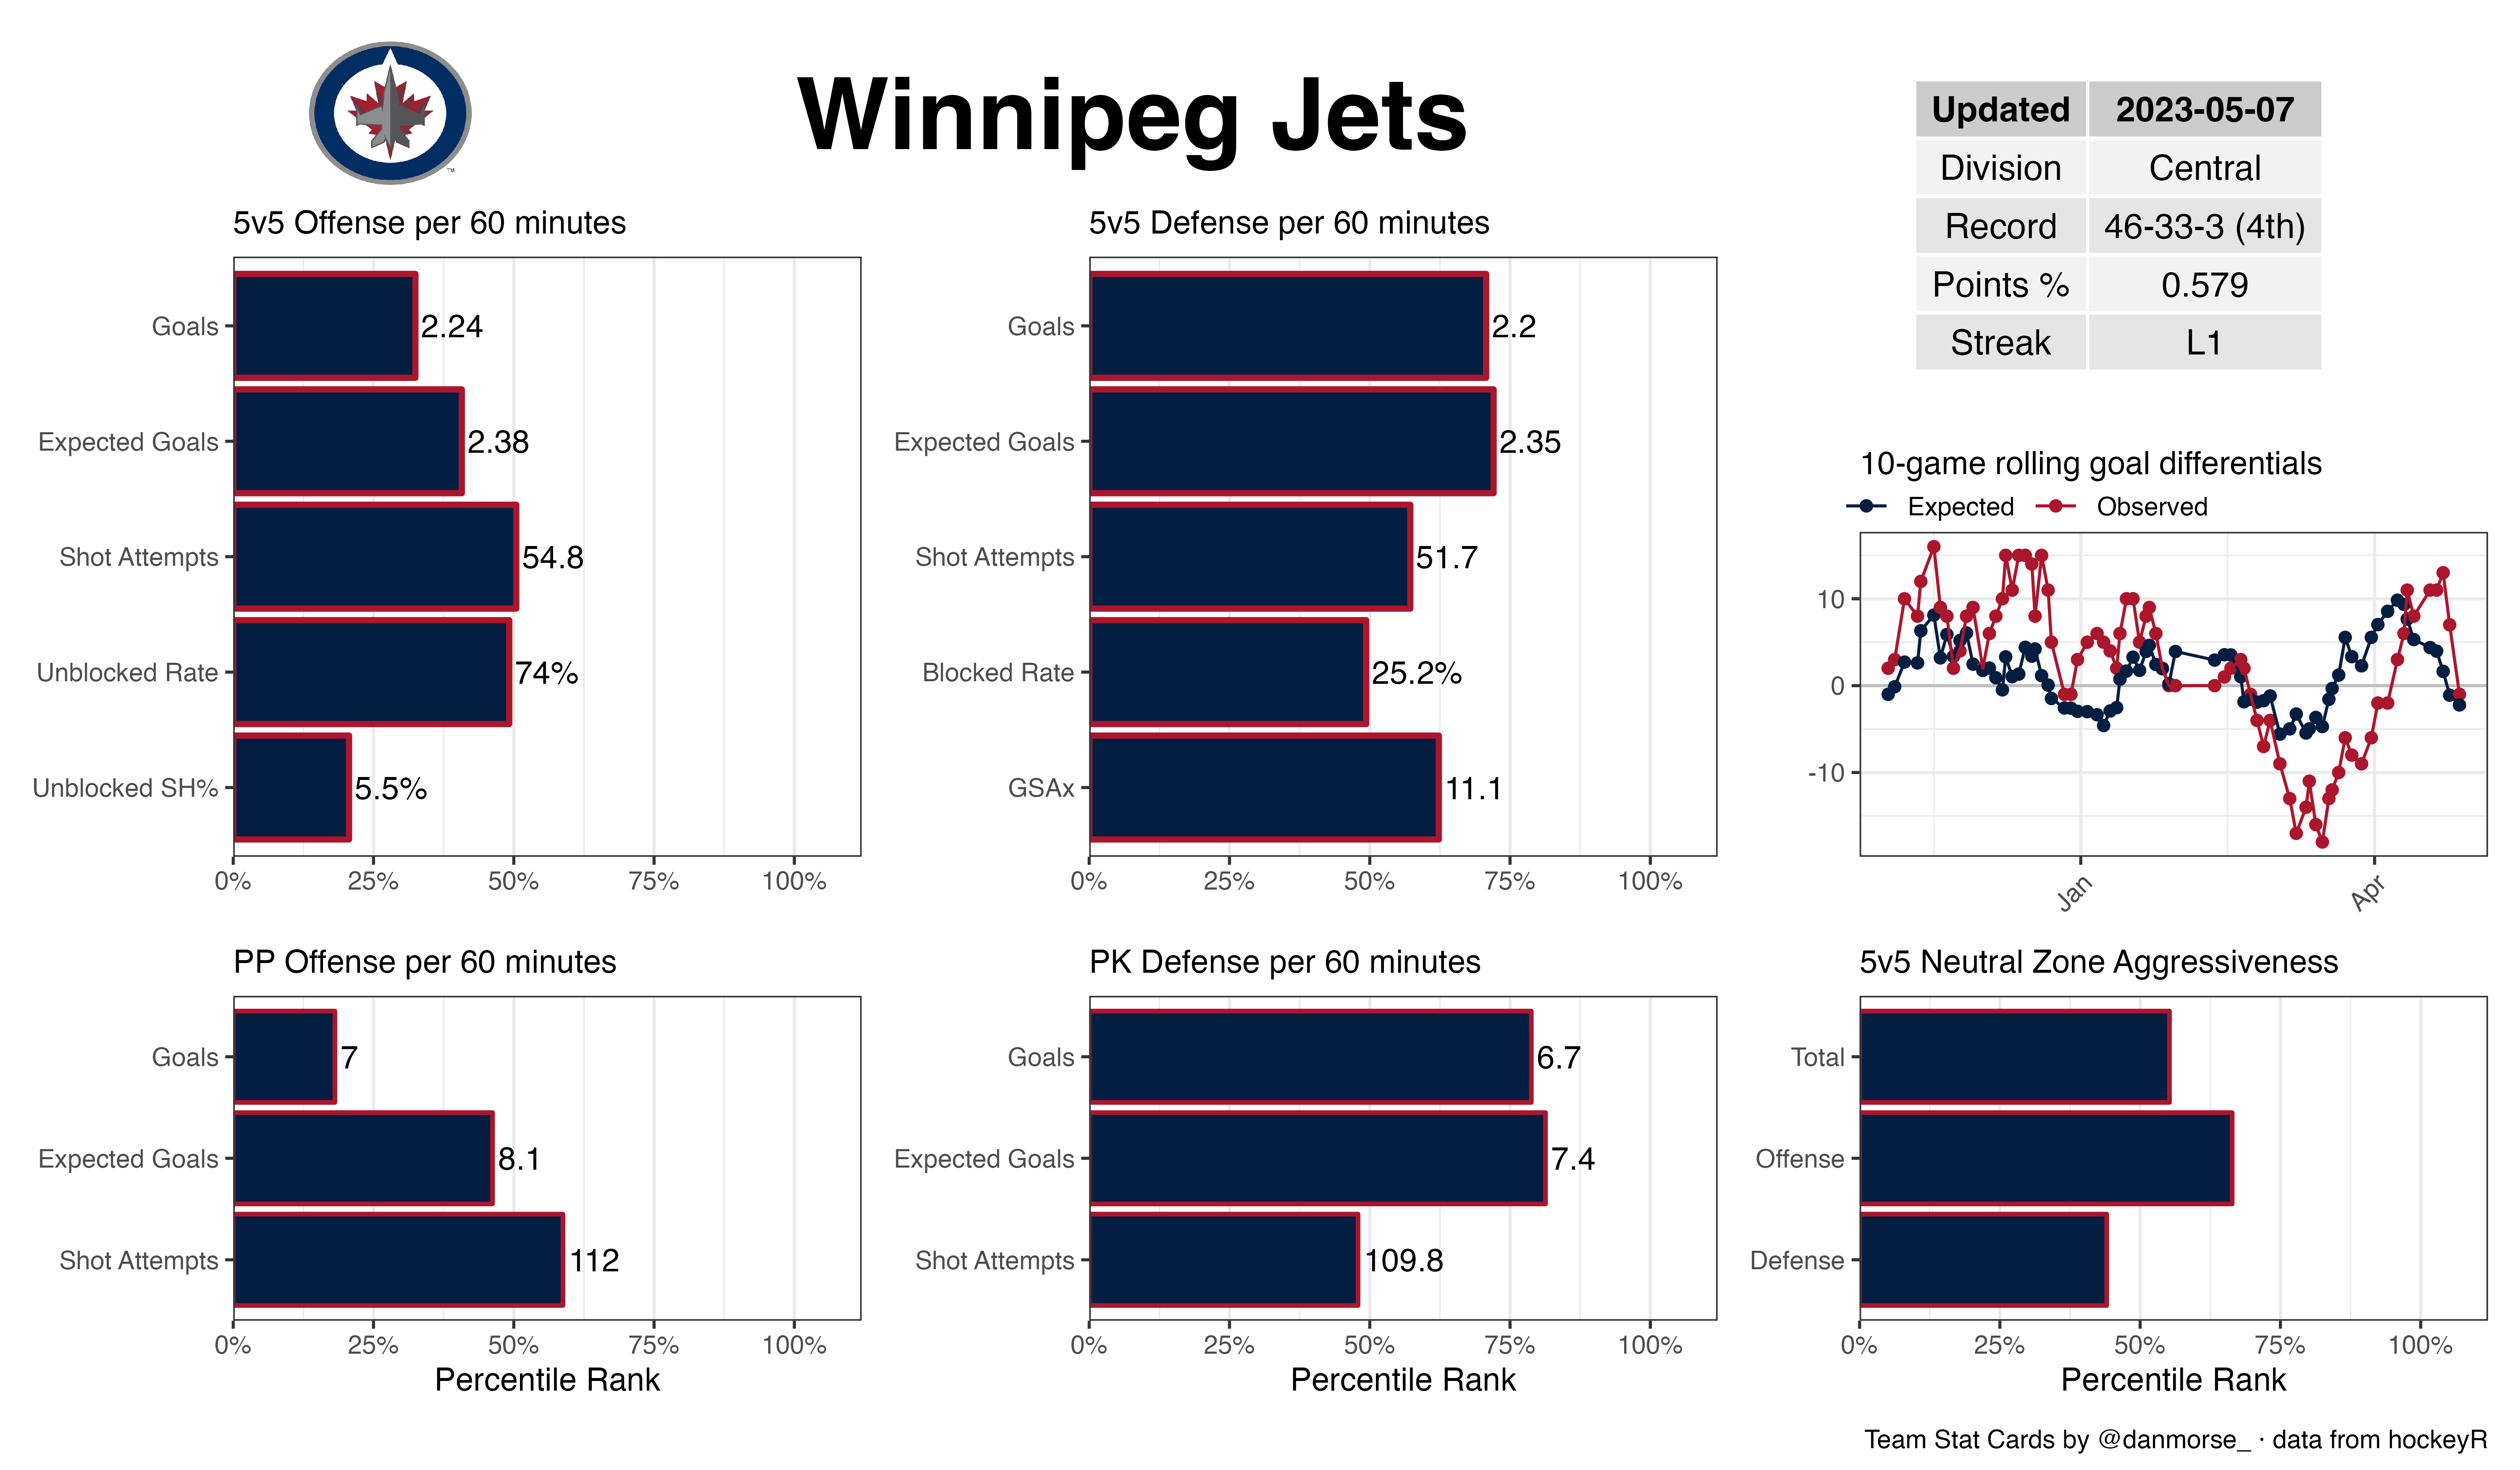 Winnipeg Jets
Updated 2023-05-07
Division Central
Record 46-33-3 (4th)
Points % 0.579
Streak L1
5v5 Offense per 60 minutes
Goals 2.24
Expected Goals 2.38
Shot Attempts 54.8
Unblocked Rate 74%
Unblocked SH% 5.5%
0% 25% 50% 75% 100%
5v5 Defense per 60 minutes
Goals 2.2
Expected Goals 2.35
Shot Attempts 51.7
Blocked Rate 25.2%
GSAx 11.1
0% 25% 50% 75% 100%
10-game rolling goal differentials
Expected Observed
10
0
-10
Jan Apr
PP Offense per 60 minutes
Goals 7
Expected Goals 8.1
Shot Attempts 112
0% 25% 50% 75% 100%
Percentile Rank
PK Defense per 60 minutes
Goals 6.7
Expected Goals 7.4
Shot Attempts 109.8
0% 25% 50% 75% 100%
Percentile Rank
5v5 Neutral Zone Aggressiveness
Total
Offense
Defense
0% 25% 50% 75% 100%
Percentile Rank
Team Stat Cards by @danmorse_ · data from hockeyR
TM